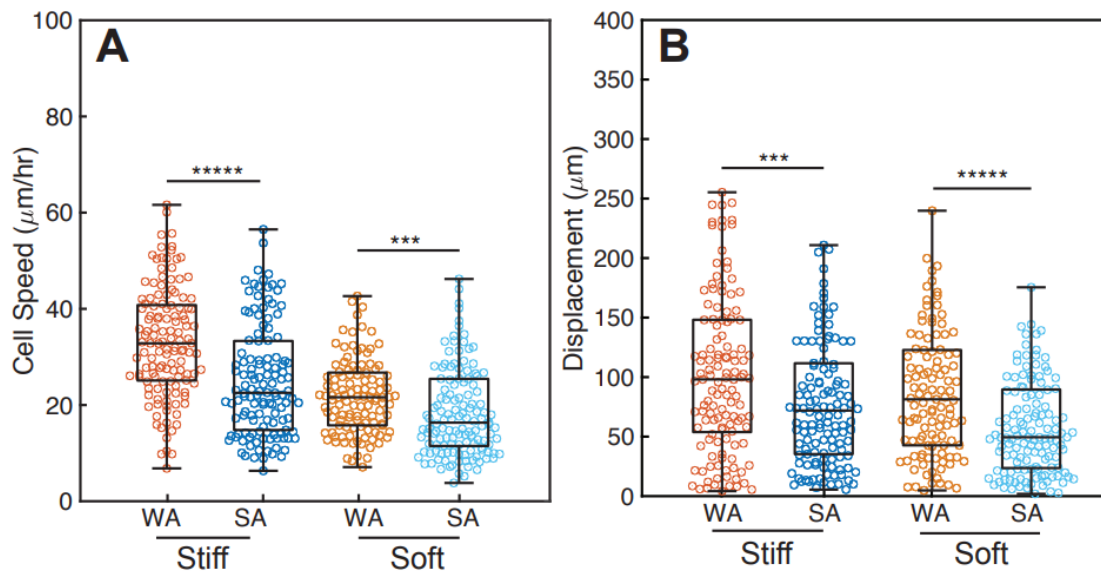 A
Cell Speed (μm/hr)
100
80
60
40
20
0
*****
***
WA SA WA SA
Stiff Soft
B
Displacement (μm)
400
350
300
250
200
150
100
50
0
***
*****
WA SA WA SA
Stiff Soft